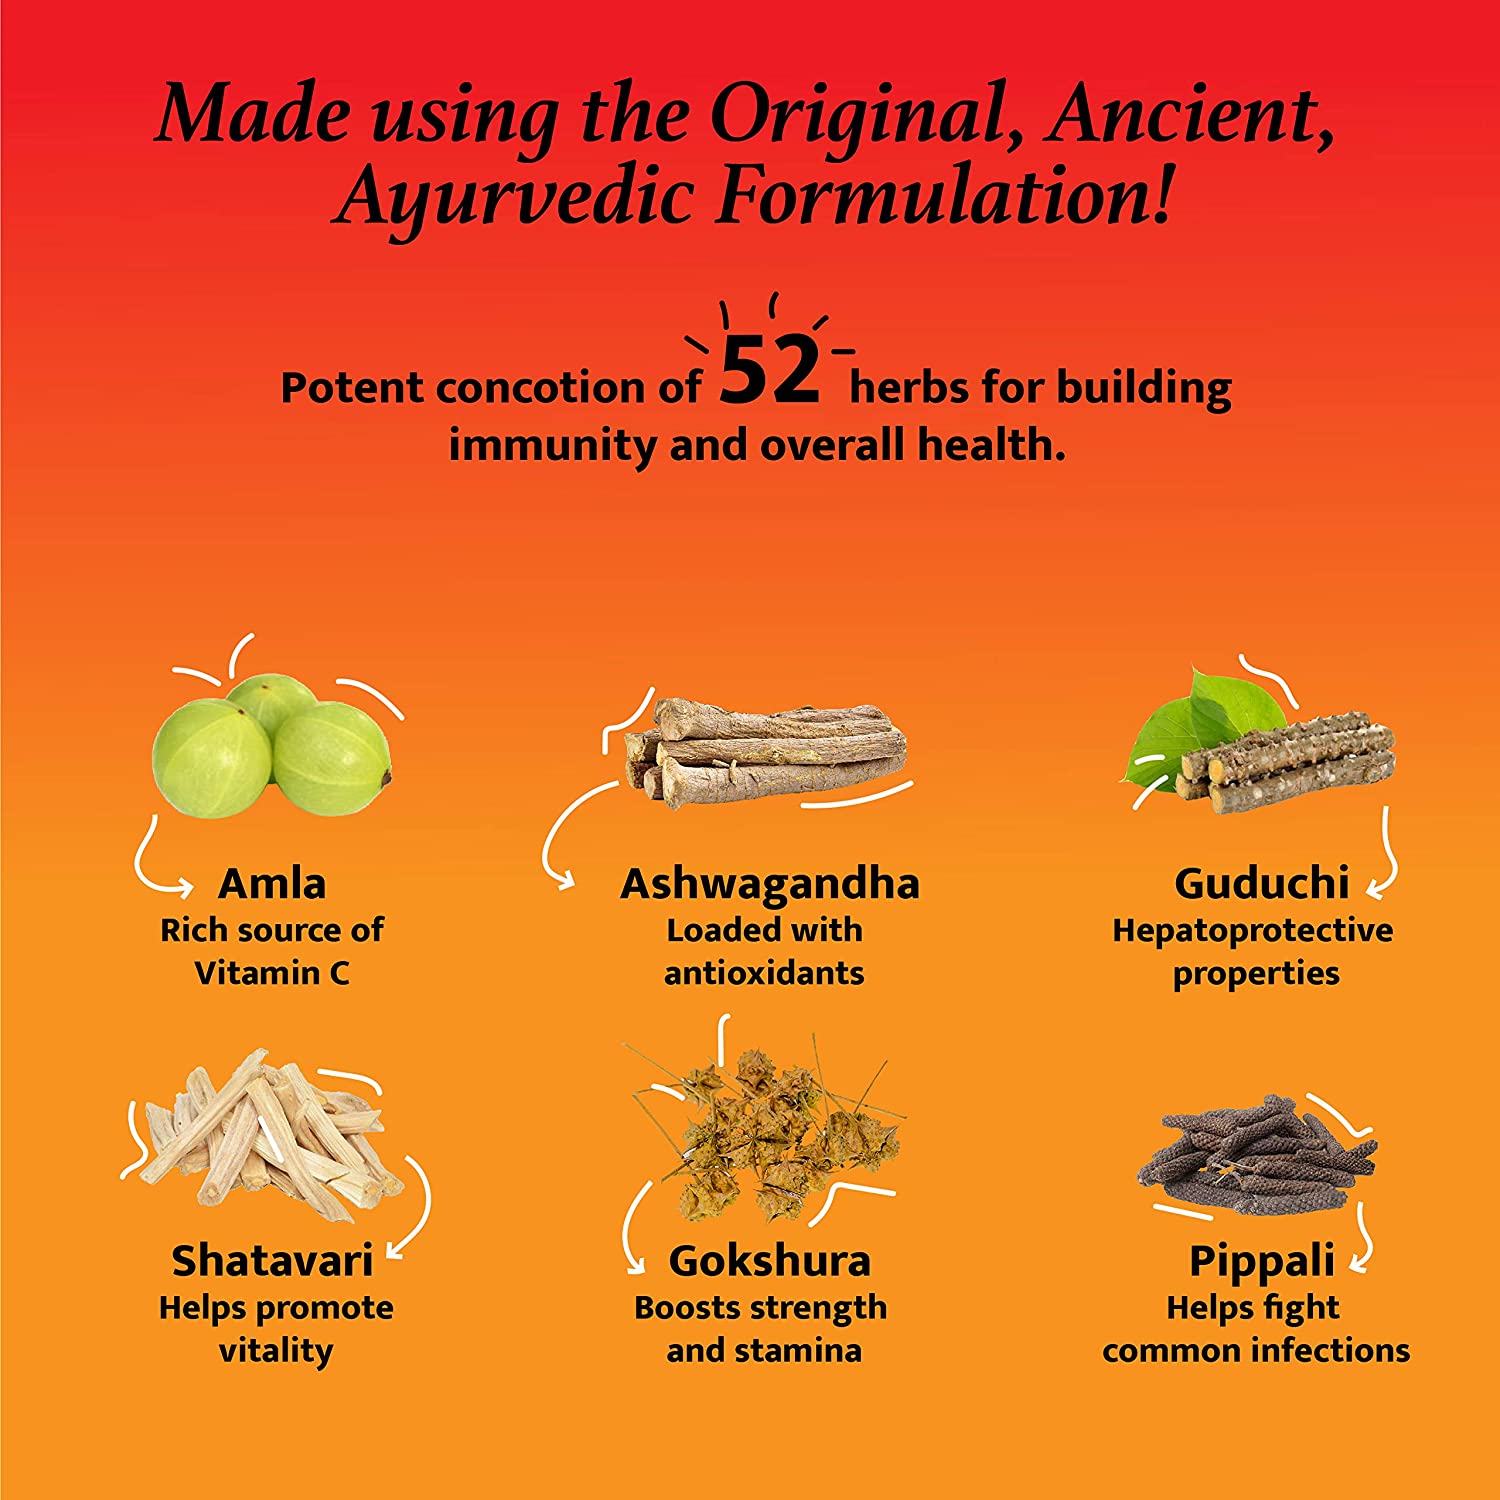 Made using the Original, Ancient,
Ayurvedic Formulation!
Potent concotion of 52 herbs for building
immunity and overall health.
Amla
Rich source of
Vitamin C
Ashwagandha
Loaded with
antioxidants
Guduchi
Hepatoprotective
properties
Shatavari
Helps promote
vitality
Gokshura
Boosts strength
and stamina
Pippali
Helps fight
common infections